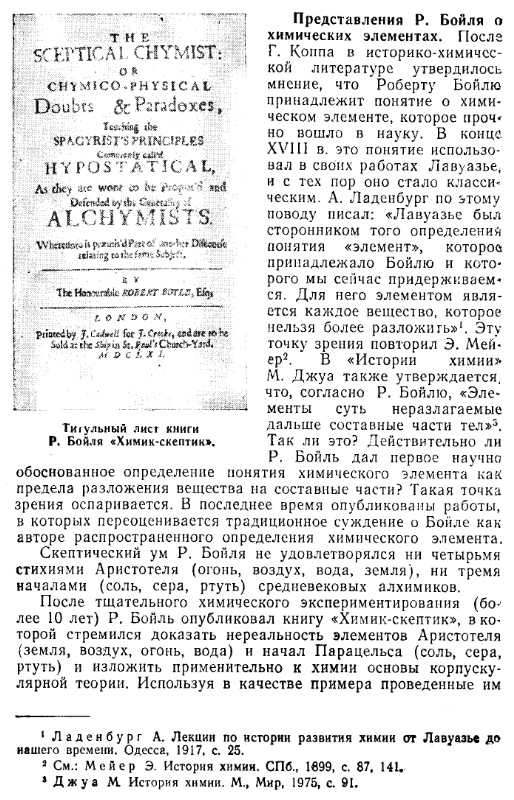 THE
SCEPTICAL CHYMIST:
OR
CHYMICO-PHYSICAL
Doubts & Paradoxes,
Touching the
SPAGYRIST'S PRINCIPLES
Commonly call'd
HYPOSTATICAL,
As they are wont to be Propos'd and
Defended by the Generality of
ALCHYMISTS.
Whereunto is præmis'd Part of another Discourse
relating to the same Subject.
BY
The Honourable ROBERT BOYLE, Esq;
LONDON,
Printed by J. Cadwell for J. Crooke, and are to be
Sold at the Ship in St. Paul's Church-Yard.
MDCLXI.
Титульный лист книги
Р. Бойля «Химик-скептик».
Представления Р. Бойля о
химических элементах. После
Г. Коппа в историко-химичес-
кой литературе утвердилось
мнение, что Роберту Бойлю
принадлежит понятие о хими-
ческом элементе, которое проч-
но вошло в науку. В конце
XVIII в. это понятие использо-
вал в своих работах Лавуазье,
и с тех пор оно стало класси-
ческим. А. Ладенбург по этому
поводу писал: «Лавуазье был
сторонником того определения
понятия «элемент», которое
принадлежало Бойлю и кото-
рого мы сейчас придерживаем-
ся. Для него элементом явля-
ется каждое вещество, которое
нельзя более разложить»¹. Эту
точку зрения повторил Э. Мей-
ер². В «Истории химии»
М. Джуа также утверждается,
что, согласно Р. Бойлю, «Эле-
менты суть неразлагаемые
дальше составные части тел»³.
Так ли это? Действительно ли
Р. Бойль дал первое научно
обоснованное определение понятия химического элемента как
предела разложения вещества на составные части? Такая точка
зрения оспаривается. В последнее время опубликованы работы,
в которых переоценивается традиционное суждение о Бойле как
авторе распространенного определения химического элемента.
Скептический ум Р. Бойля не удовлетворялся ни четырьмя
стихиями Аристотеля (огонь, воздух, вода, земля), ни тремя
началами (соль, сера, ртуть) средневековых алхимиков.
После тщательного химического экспериментирования (бо-
лее 10 лет) Р. Бойль опубликовал книгу «Химик-скептик», в ко-
торой стремился доказать нереальность элементов Аристотеля
(земля, воздух, огонь, вода) и начал Парацельса (соль, сера,
ртуть) и изложить применительно к химии основы корпуску-
лярной теории. Используя в качестве примера проведенные им
¹ Ладенбург А. Лекции по истории развития химии от Лавуазье до
нашего времени. Одесса, 1917, с. 25.
² См.: Мейер Э. История химии. СПб., 1899, с. 87, 141.
³ Джуа М. История химии. М., Мир, 1975, с. 91.